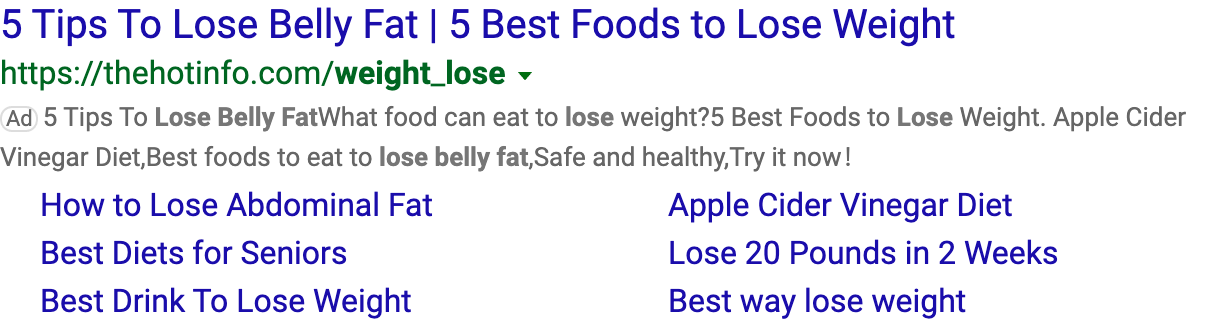 5 Tips To Lose Belly Fat | 5 Best Foods to Lose Weight
https://thehotinfo.com/weight_lose
Ad 5 Tips To Lose Belly FatWhat food can eat to lose weight?5 Best Foods to Lose Weight. Apple Cider
Vinegar Diet,Best foods to eat to lose belly fat,Safe and healthy,Try it now!
How to Lose Abdominal Fat
Apple Cider Vinegar Diet
Best Diets for Seniors
Lose 20 Pounds in 2 Weeks
Best Drink To Lose Weight
Best way lose weight